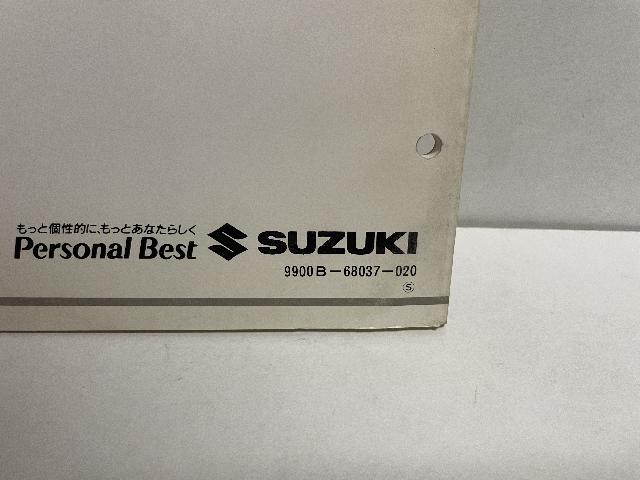 もっと個性的に、もっとあなたらしく
Personal Best SUZUKI
9900B-68037-020
Ⓢ